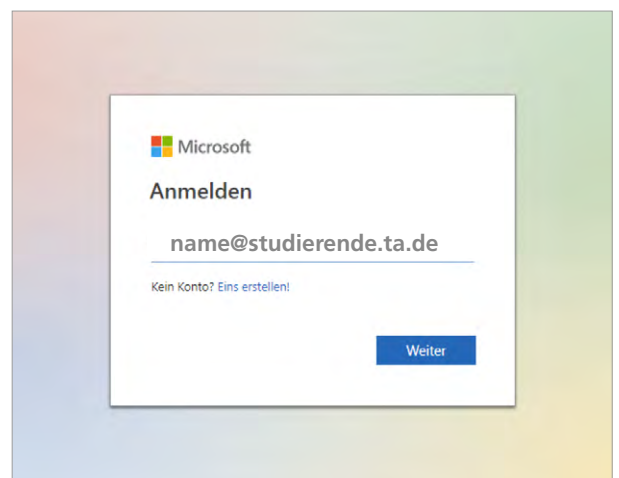 Microsoft
Anmelden
name@studierende.ta.de
Kein Konto? Eins erstellen!
Weiter